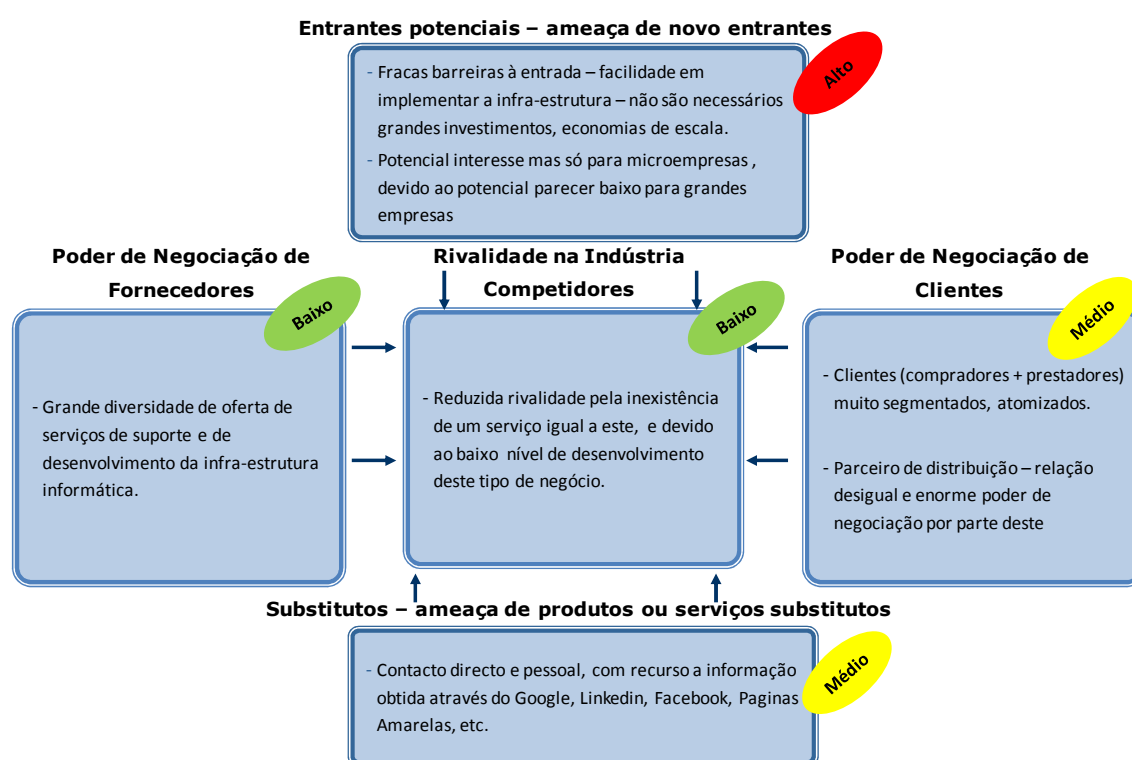 Entrantes potenciais – ameaça de novo entrantes
Alto
- Fracas barreiras à entrada – facilidade em
implementar a infra-estrutura – não são necessários
grandes investimentos, economias de escala.
- Potencial interesse mas só para microempresas ,
devido ao potencial parecer baixo para grandes
empresas
Poder de Negociação de
Fornecedores
Baixo
- Grande diversidade de oferta de
serviços de suporte e de
desenvolvimento da infra-estrutura
informática.
Rivalidade na Indústria
Competidores
Baixo
- Reduzida rivalidade pela inexistência
de um serviço igual a este, e devido
ao baixo nível de desenvolvimento
deste tipo de negócio.
Poder de Negociação de
Clientes
Médio
- Clientes (compradores + prestadores)
muito segmentados, atomizados.
- Parceiro de distribuição – relação
desigual e enorme poder de
negociação por parte deste
Substitutos – ameaça de produtos ou serviços substitutos
Médio
- Contacto directo e pessoal, com recurso a informação
obtida através do Google, Linkedin, Facebook, Paginas
Amarelas, etc.